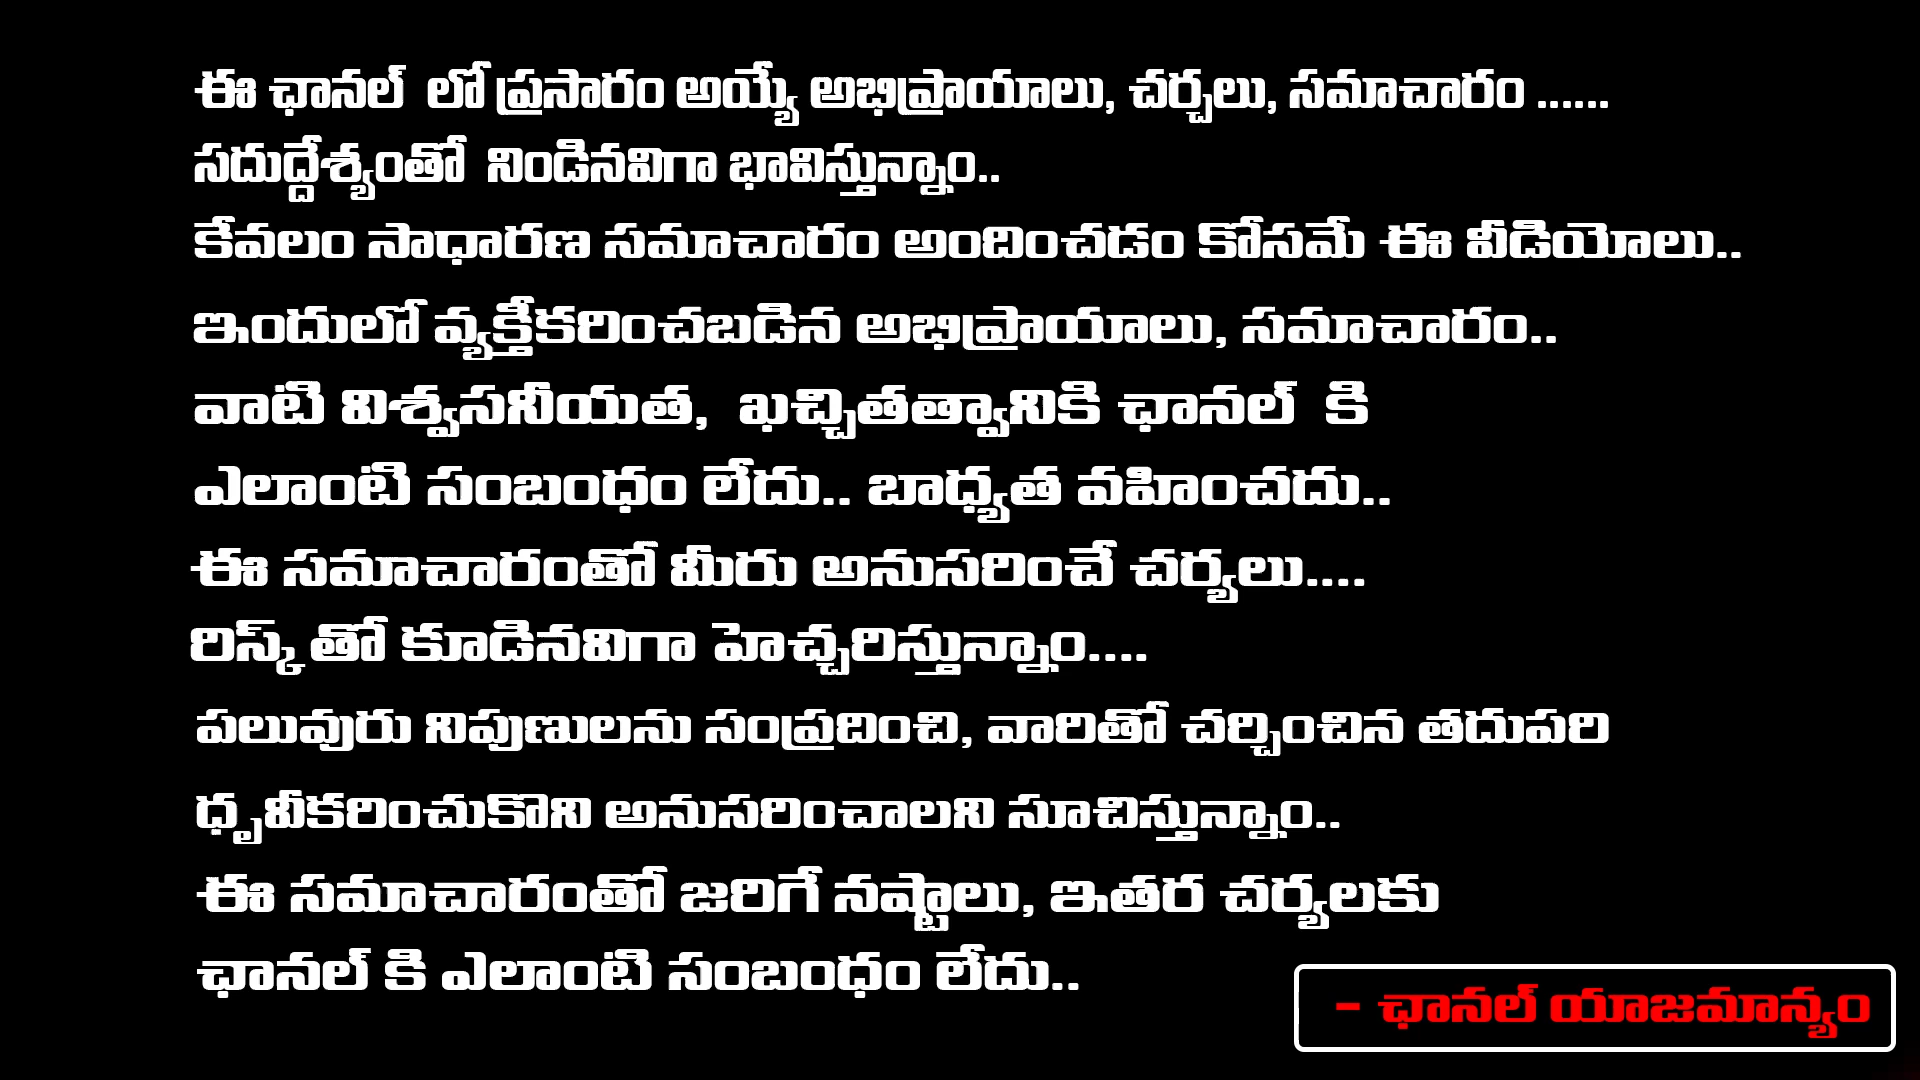 ఈ ఛానల్ లో ప్రసారం అయ్యే అభిప్రాయాలు, చర్చలు, సమాచారం ......
సదుద్దేశ్యంతో నిండినవిగా భావిస్తున్నాం..
కేవలం సాధారణ సమాచారం అందించడం కోసమే ఈ వీడియోలు..
ఇందులో వ్యక్తీకరించబడిన అభిప్రాయాలు, సమాచారం..
వాటి విశ్వసనీయత, ఖచ్చితత్వానికి ఛానల్ కి
ఎలాంటి సంబంధం లేదు.. బాధ్యత వహించదు..
ఈ సమాచారంతో మీరు అనుసరించే చర్యలు....
రిస్క్ తో కూడినవిగా హెచ్చరిస్తున్నాం....
పలువురు నిపుణులను సంప్రదించి, వారితో చర్చించిన తదుపరి
ధృవీకరించుకొని అనుసరించాలని సూచిస్తున్నాం..
ఈ సమాచారంతో జరిగే నష్టాలు, ఇతర చర్యలకు
ఛానల్ కి ఎలాంటి సంబంధం లేదు..
- ఛానల్ యాజమాన్యం